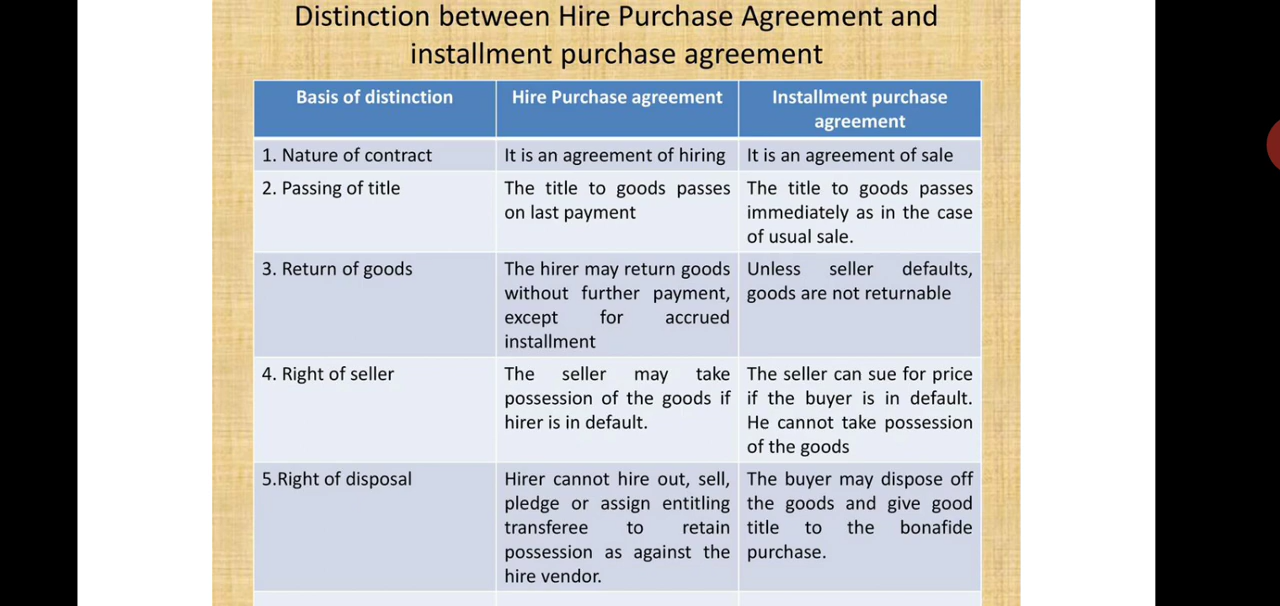 Distinction between Hire Purchase Agreement and
installment purchase agreement
Basis of distinction
Hire Purchase agreement
Installment purchase
agreement
1. Nature of contract
It is an agreement of hiring
It is an agreement of sale
2. Passing of title
The title to goods passes
on last payment
The title to goods passes
immediately as in the case
of usual sale.
3. Return of goods
The hirer may return goods
without further payment,
except for accrued
installment
Unless seller defaults,
goods are not returnable
4. Right of seller
The seller may take
possession of the goods if
hirer is in default.
The seller can sue for price
if the buyer is in default.
He cannot take possession
of the goods
5.Right of disposal
Hirer cannot hire out, sell,
pledge or assign entitling
transferee to retain
possession as against the
hire vendor.
The buyer may dispose off
the goods and give good
title to the bonafide
purchase.